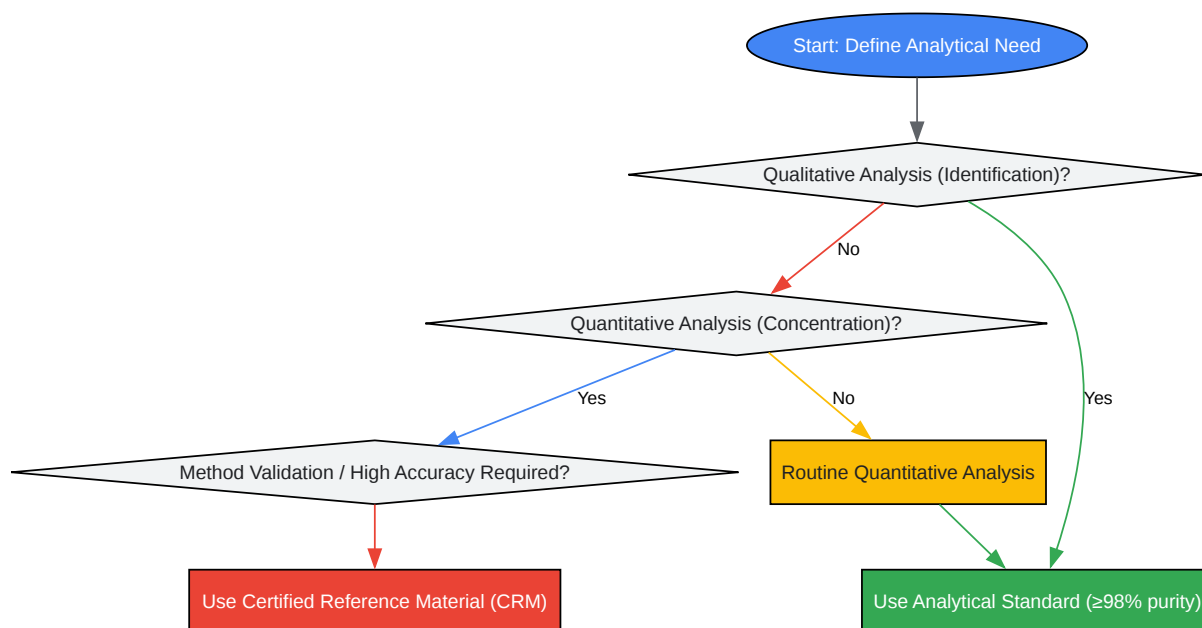 Start: Define Analytical Need
Qualitative Analysis (Identification)?
No
Quantitative Analysis (Concentration)?
Yes
No
Yes
Method Validation / High Accuracy Required?
Routine Quantitative Analysis
Use Certified Reference Material (CRM)
Use Analytical Standard (≥98% purity)